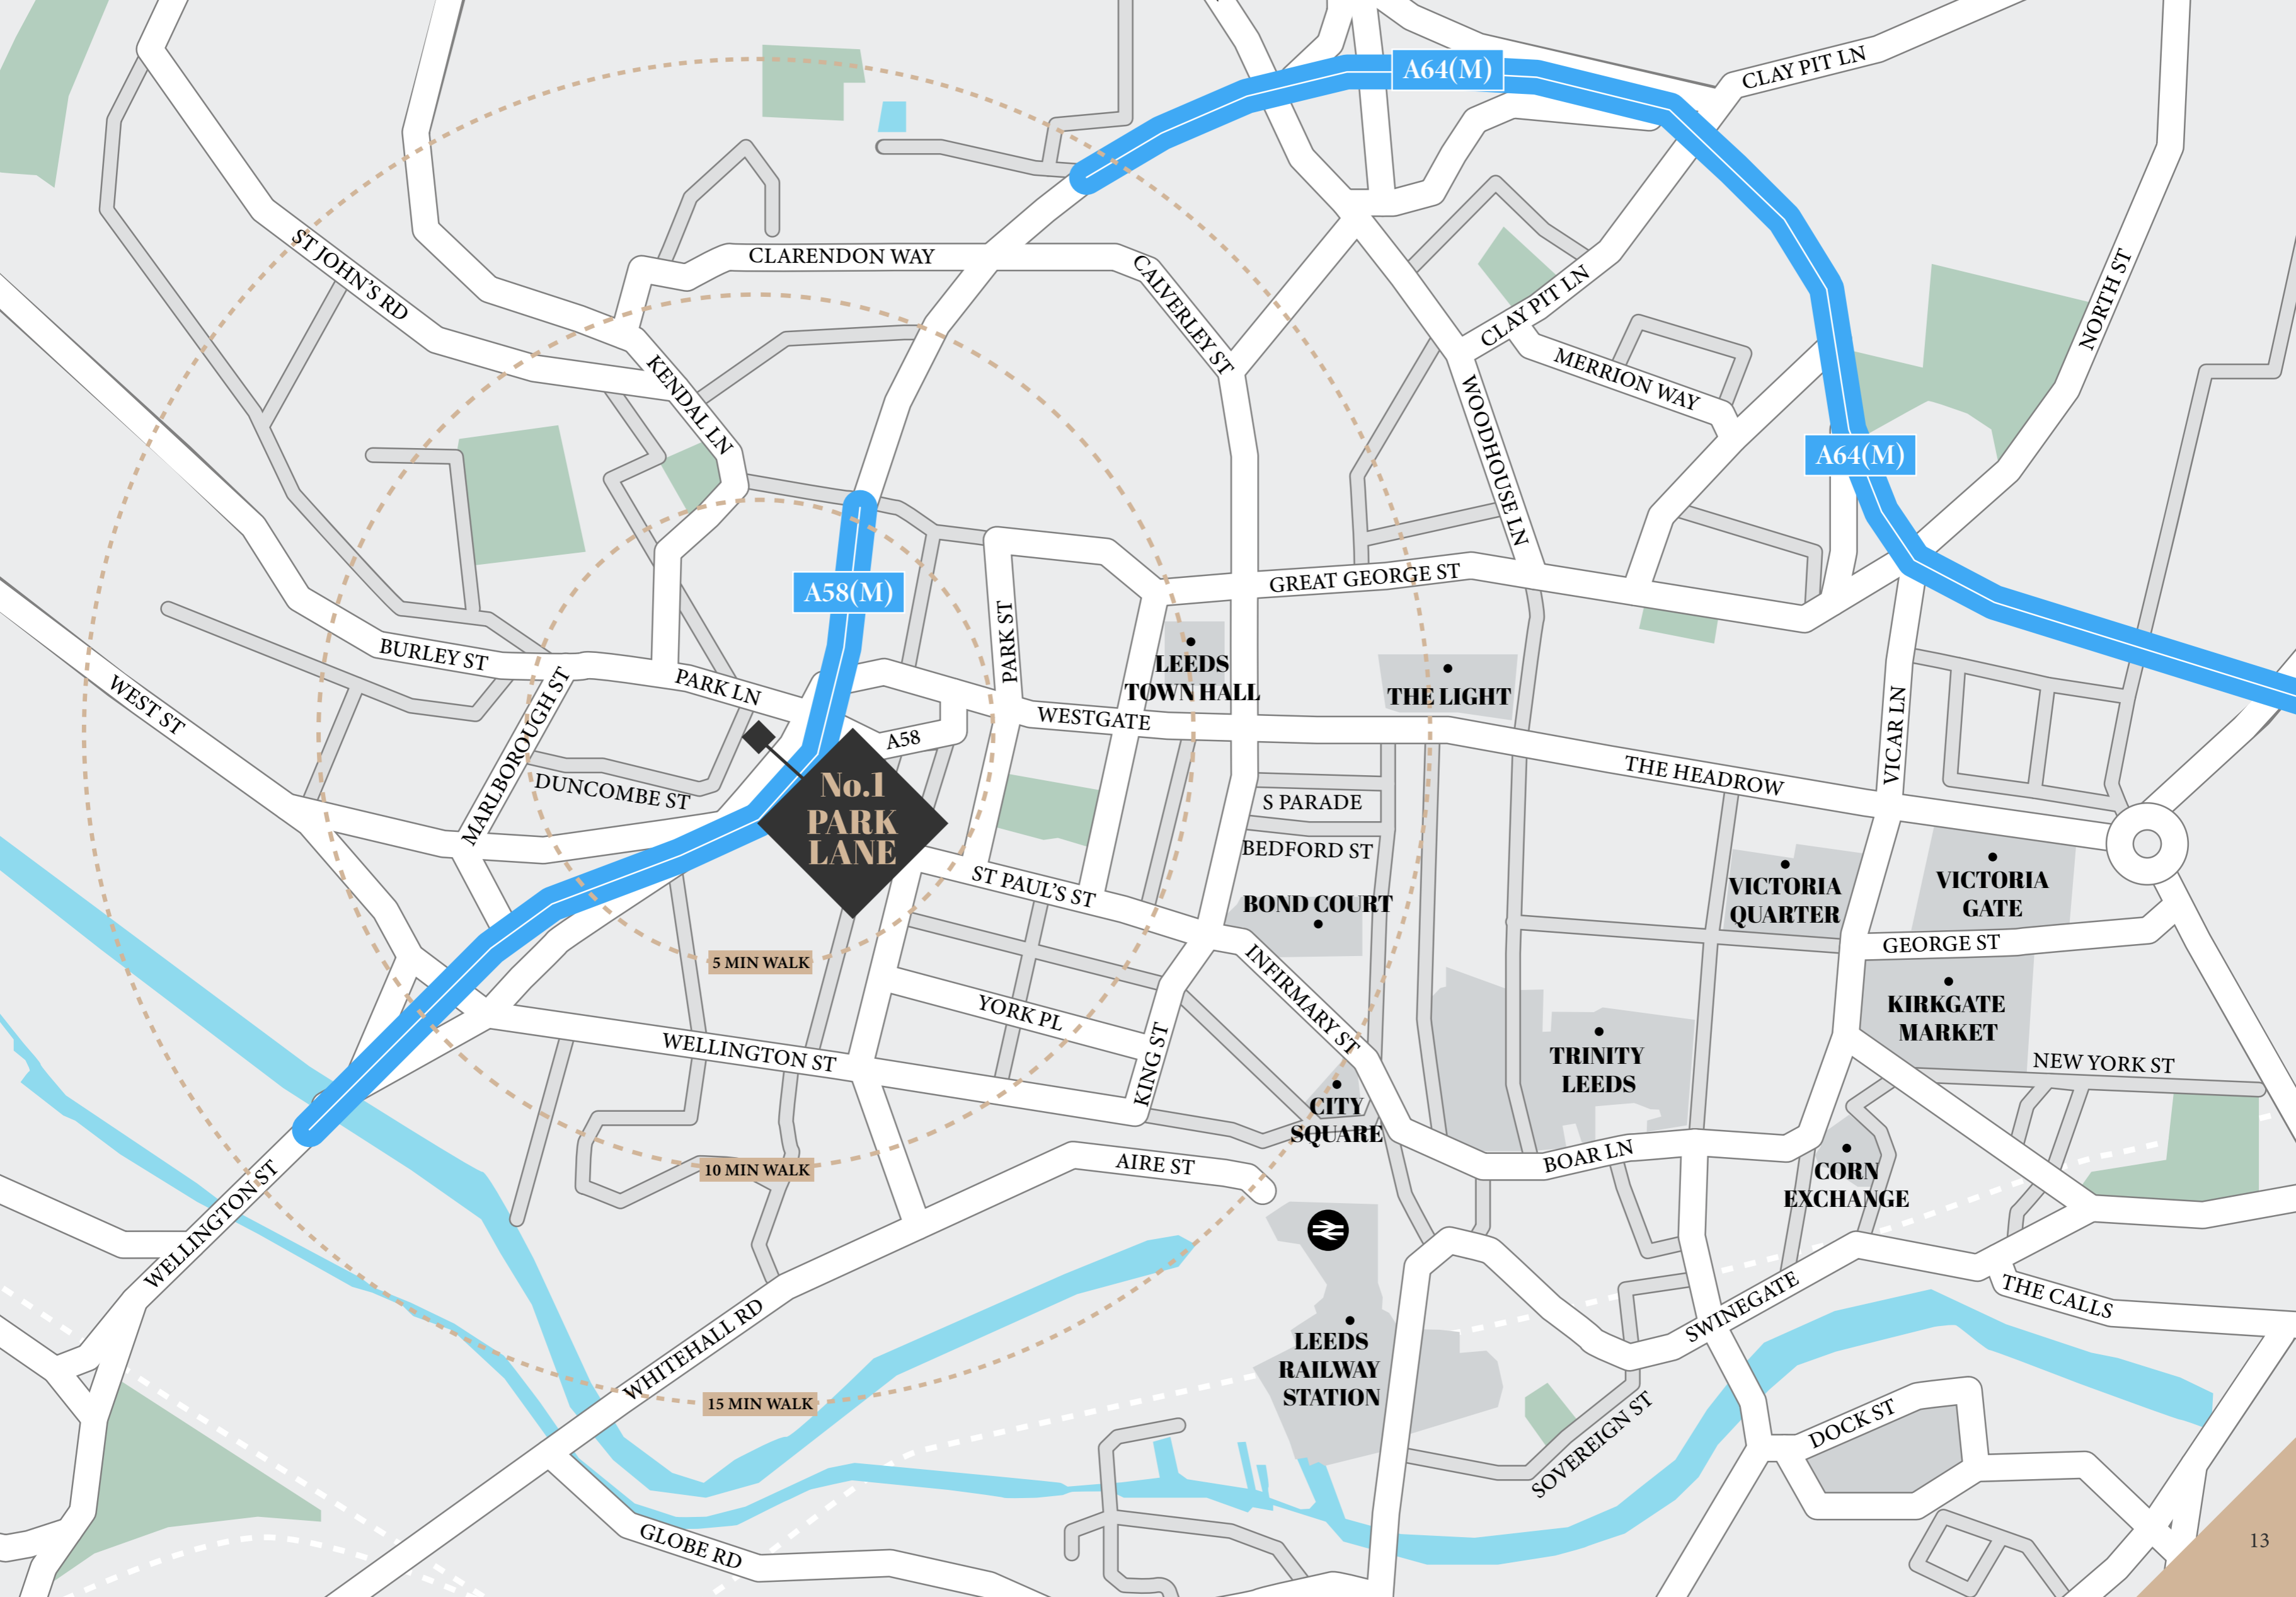 A64(M)
CLAY PIT LN
CLARENDON WAY
ST JOHN'S RD
CALVERLEY ST
CLAY PIT LN
NORTH ST
KENDAL LN
MERRION WAY
WOODHOUSE LN
A64(M)
A58(M)
GREAT GEORGE ST
PARK ST
BURLEY ST
LEEDS
TOWN HALL
THE LIGHT
PARK LN
WEST ST
MARLBOROUGH ST
WESTGATE
A58
VICAR LN
THE HEADROW
DUNCOMBE ST
No.1
PARK
LANE
S PARADE
BEDFORD ST
ST PAUL'S ST
BOND COURT
VICTORIA
QUARTER
VICTORIA
GATE
GEORGE ST
5 MIN WALK
INFIRMARY ST
YORK PL
KIRKGATE
MARKET
WELLINGTON ST
KING ST
TRINITY
LEEDS
NEW YORK ST
CITY
SQUARE
10 MIN WALK
AIRE ST
BOAR LN
CORN
EXCHANGE
WELLINGTON ST
SWINEGATE
THE CALLS
WHITEHALL RD
LEEDS
RAILWAY
STATION
15 MIN WALK
SOVEREIGN ST
DOCK ST
GLOBE RD
13